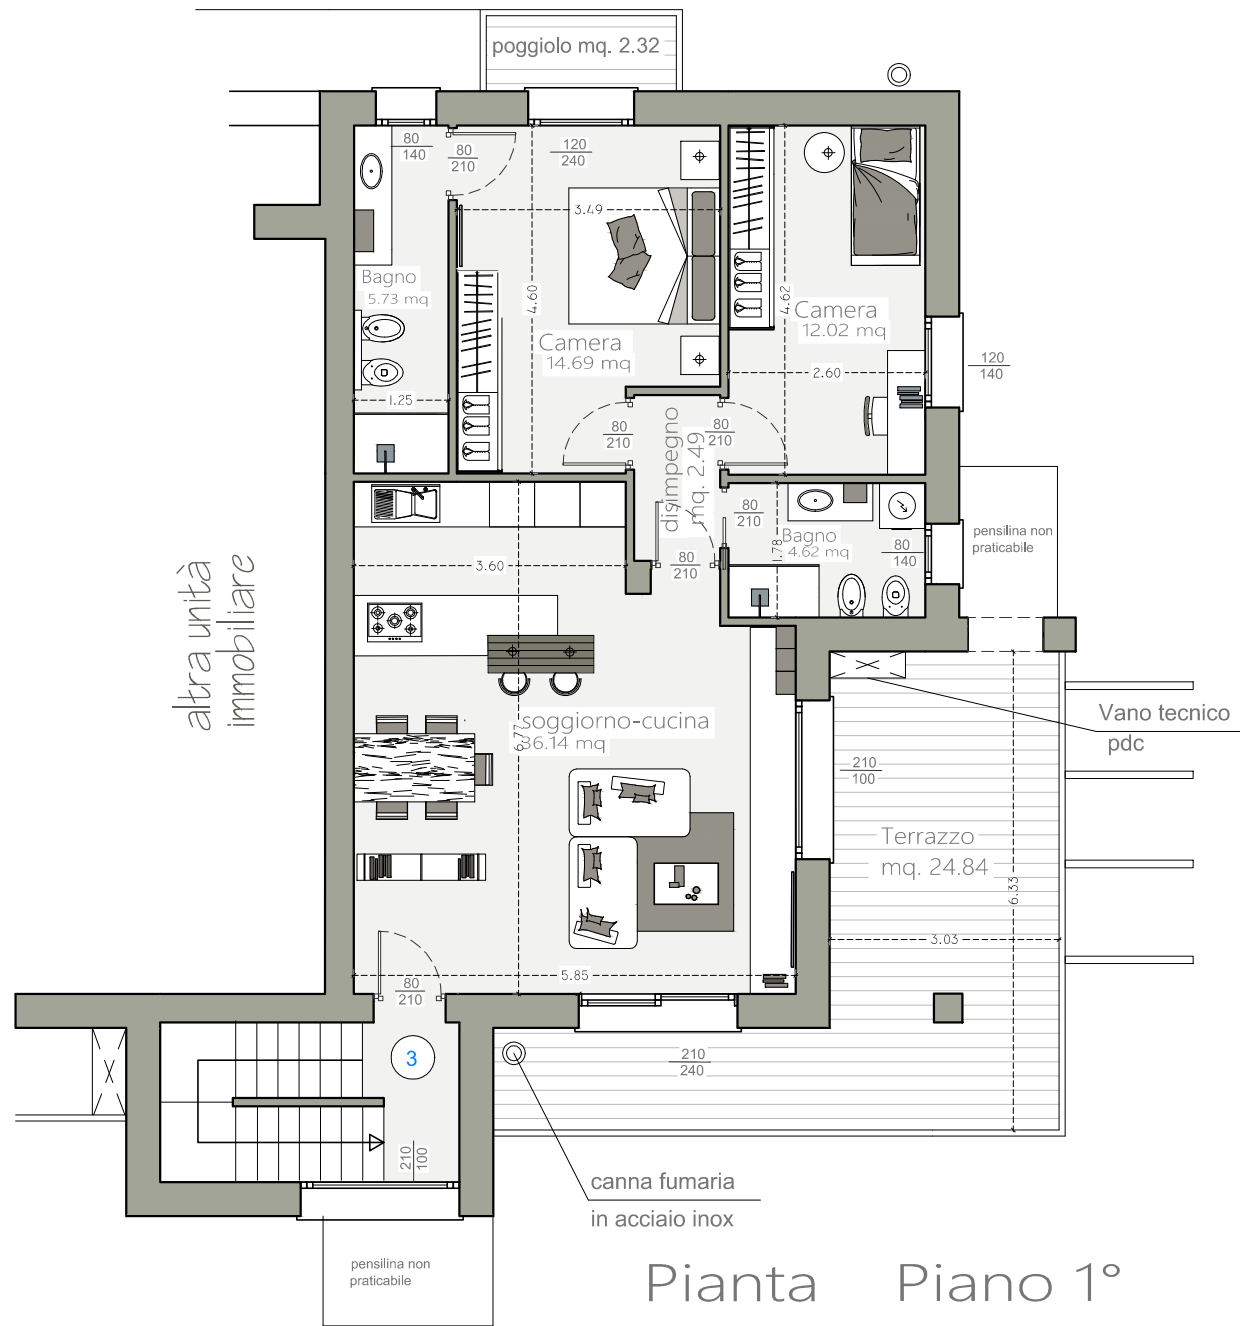 poggiolo mq. 2.32
80
140
80
210
120
240
3.49
4.60
4.62
Bagno
5.73 mq
Camera
14.69 mq
Camera
12.02 mq
120
140
1.25
2.60
80
210
disimpegno
mq. 2.49
80
210
80
210
Bagno
4.62 mq
1.78
80
140
pensilina non
praticabile
3.60
80
210
altra unità
immobiliare
soggiorno-cucina
36.14 mq
6.77
Vano tecnico
pdc
210
100
Terrazzo
mq. 24.84
6.33
3.03
5.85
80
210
3
210
240
210
100
canna fumaria
in acciaio inox
pensilina non
praticabile
Pianta Piano 1°